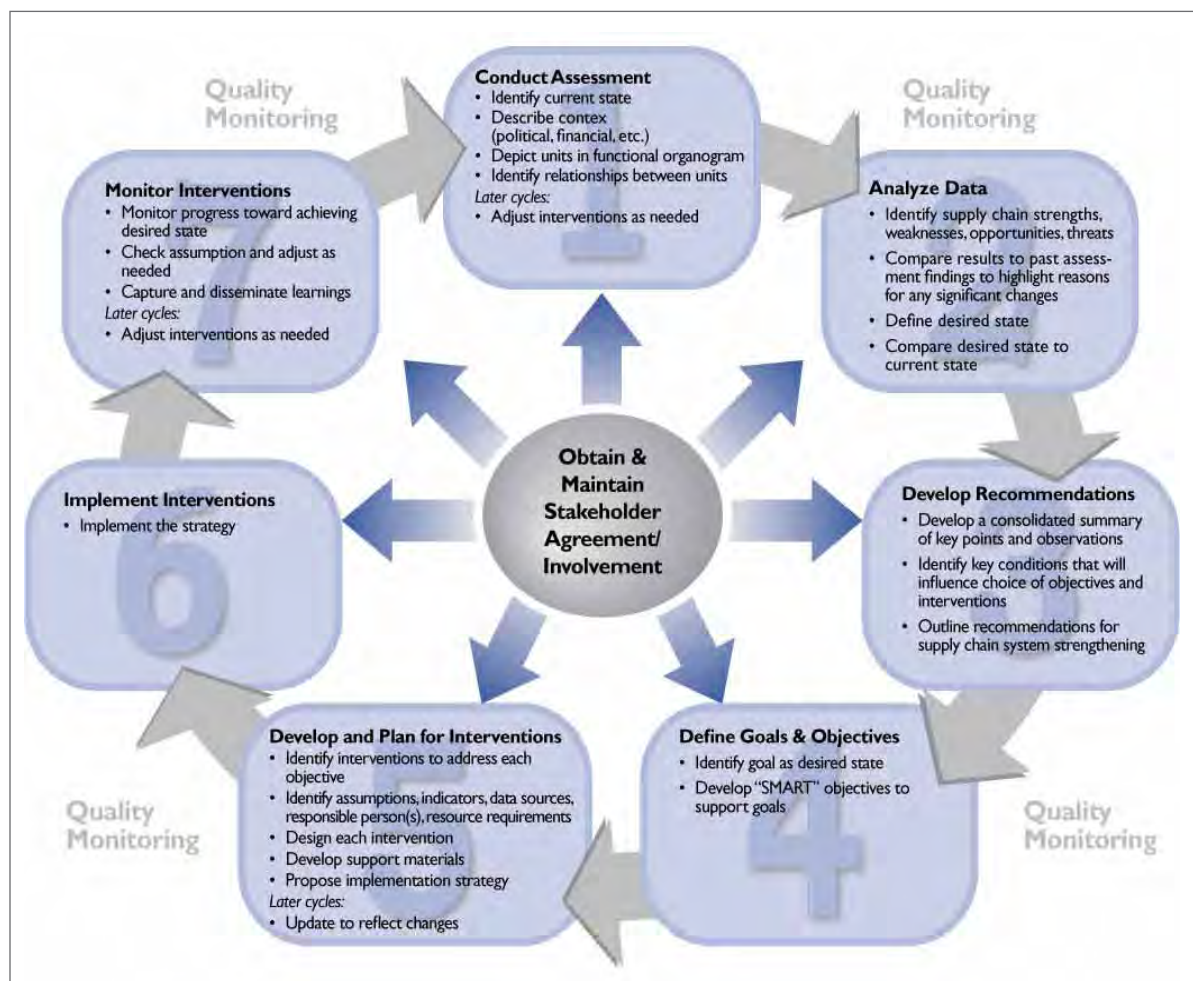 Quality
Monitoring
Conduct Assessment
• Identify current state
• Describe contex
(political, financial, etc.)
• Depict units in functional organogram
• Identify relationships between units
Later cycles:
• Adjust interventions as needed
1
Quality
Monitoring
Analyze Data
• Identify supply chain strengths,
weaknesses, opportunities, threats
• Compare results to past assess-
ment findings to highlight reasons
for any significant changes
• Define desired state
• Compare desired state to
current state
2
Develop Recommendations
• Develop a consolidated summary
of key points and observations
• Identify key conditions that will
influence choice of objectives and
interventions
• Outline recommendations for
supply chain system strengthening
3
Quality
Monitoring
Define Goals & Objectives
• Identify goal as desired state
• Develop "SMART" objectives to
support goals
4
Develop and Plan for Interventions
• Identify interventions to address each
objective
• Identify assumptions, indicators, data sources,
responsible person(s), resource requirements
• Design each intervention
• Develop support materials
• Propose implementation strategy
Later cycles:
• Update to reflect changes
5
Quality
Monitoring
Implement Interventions
• Implement the strategy
6
Monitor Interventions
• Monitor progress toward achieving
desired state
• Check assumption and adjust as
needed
• Capture and disseminate learnings
Later cycles:
• Adjust interventions as needed
7
Obtain &
Maintain
Stakeholder
Agreement/
Involvement